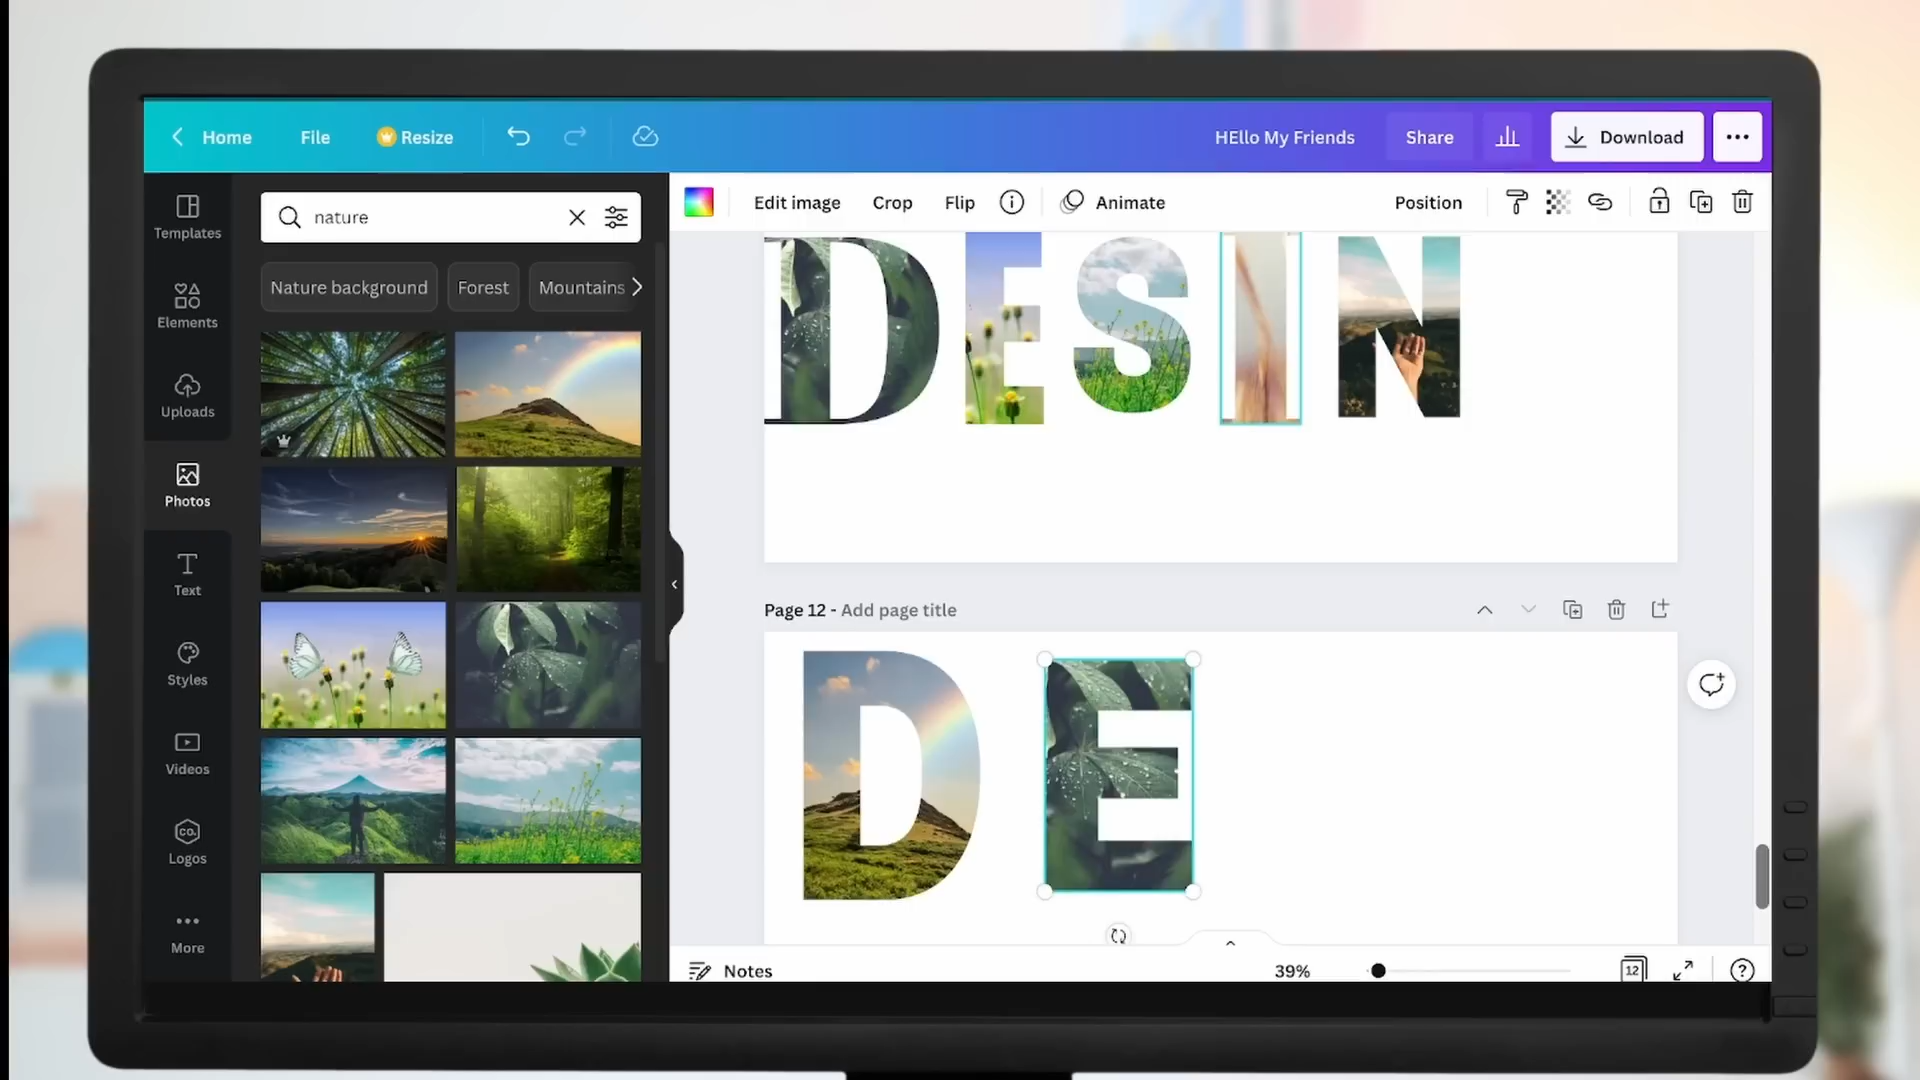 Home File Resize HEllo My Friends Share Download
Templates
Elements
Uploads
Photos
Text
Styles
Videos
CO.
Logos
More
nature
Nature background Forest Mountains
Edit image Crop Flip Animate Position
DESIN
Page 12 - Add page title
DE
Notes 39% 12